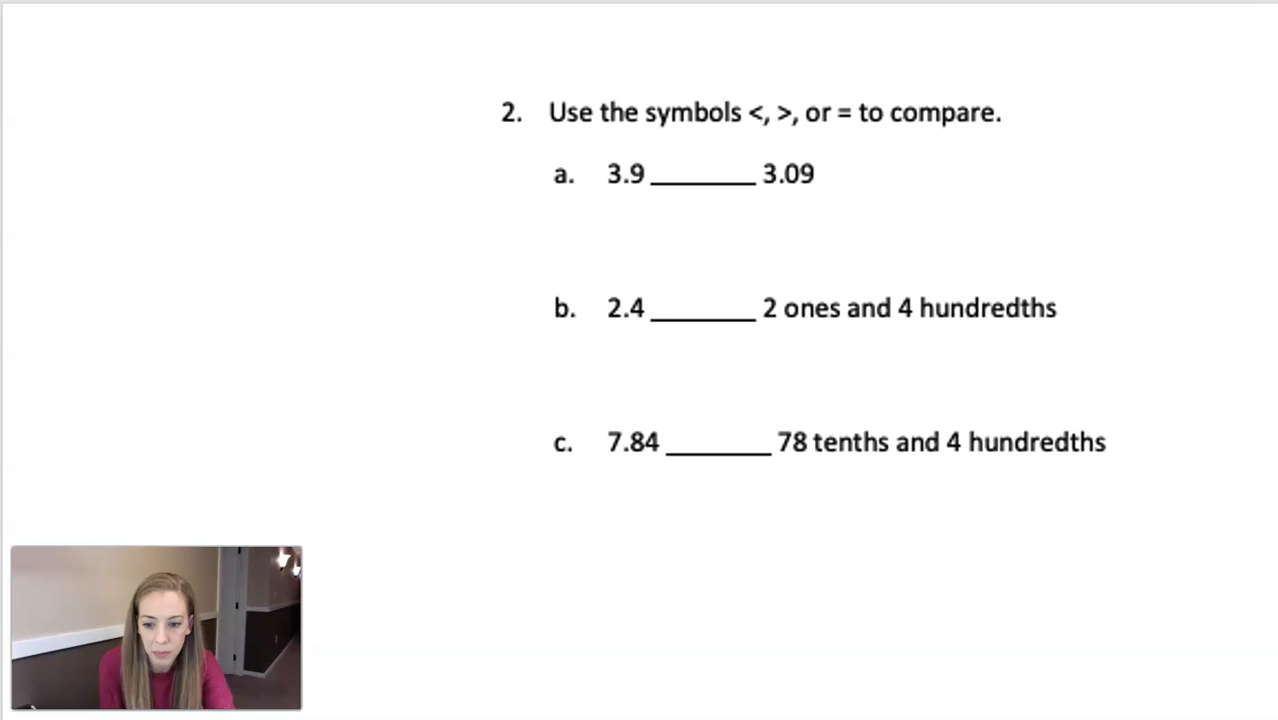 2. Use the symbols <, >, or = to compare.
a. 3.9 ________ 3.09
b. 2.4 ________ 2 ones and 4 hundredths
c. 7.84 ________ 78 tenths and 4 hundredths